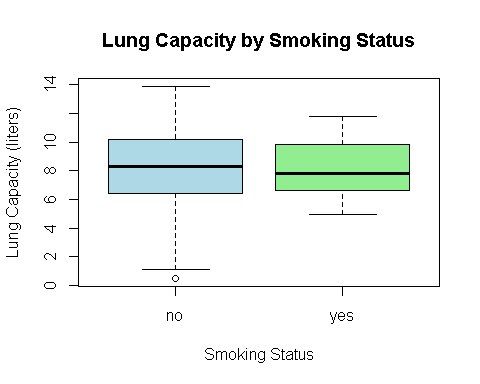 Lung Capacity by Smoking Status
Lung Capacity (liters)
14
10
8
6
4
2
0
no
yes
Smoking Status